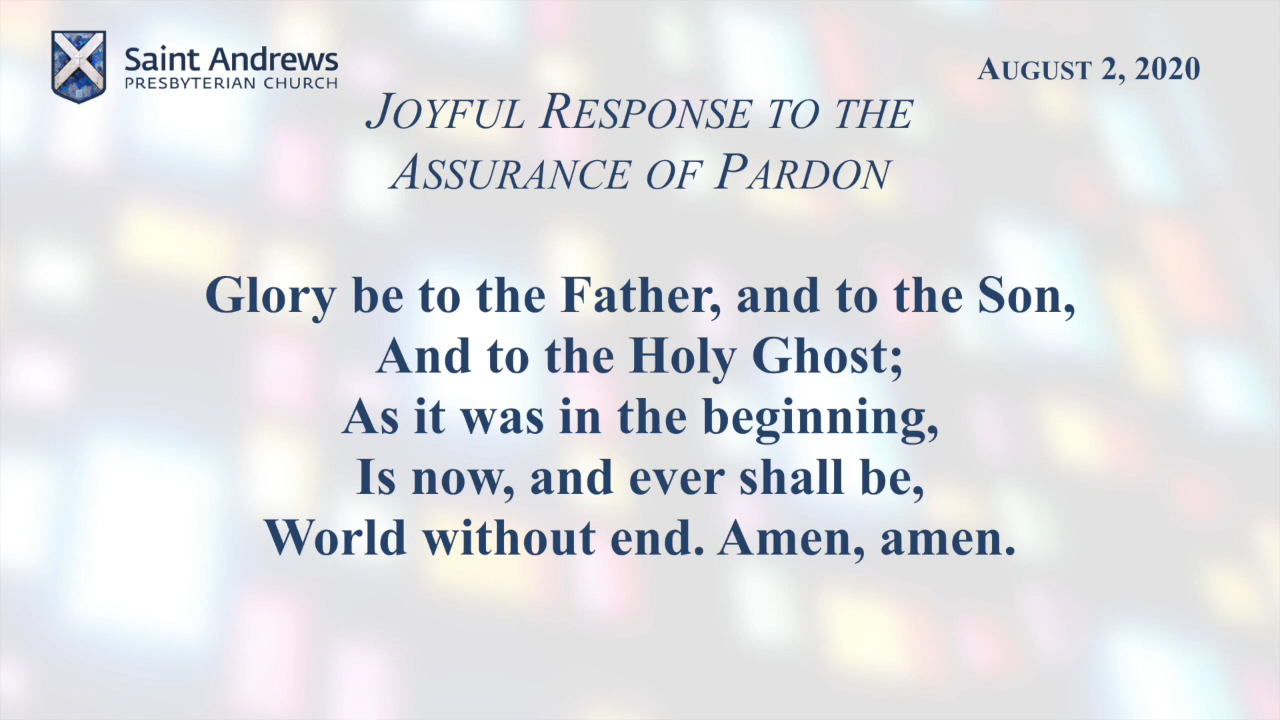 Saint Andrews
PRESBYTERIAN CHURCH
AUGUST 2, 2020
JOYFUL RESPONSE TO THE
ASSURANCE OF PARDON
Glory be to the Father, and to the Son,
And to the Holy Ghost;
As it was in the beginning,
Is now, and ever shall be,
World without end. Amen, amen.